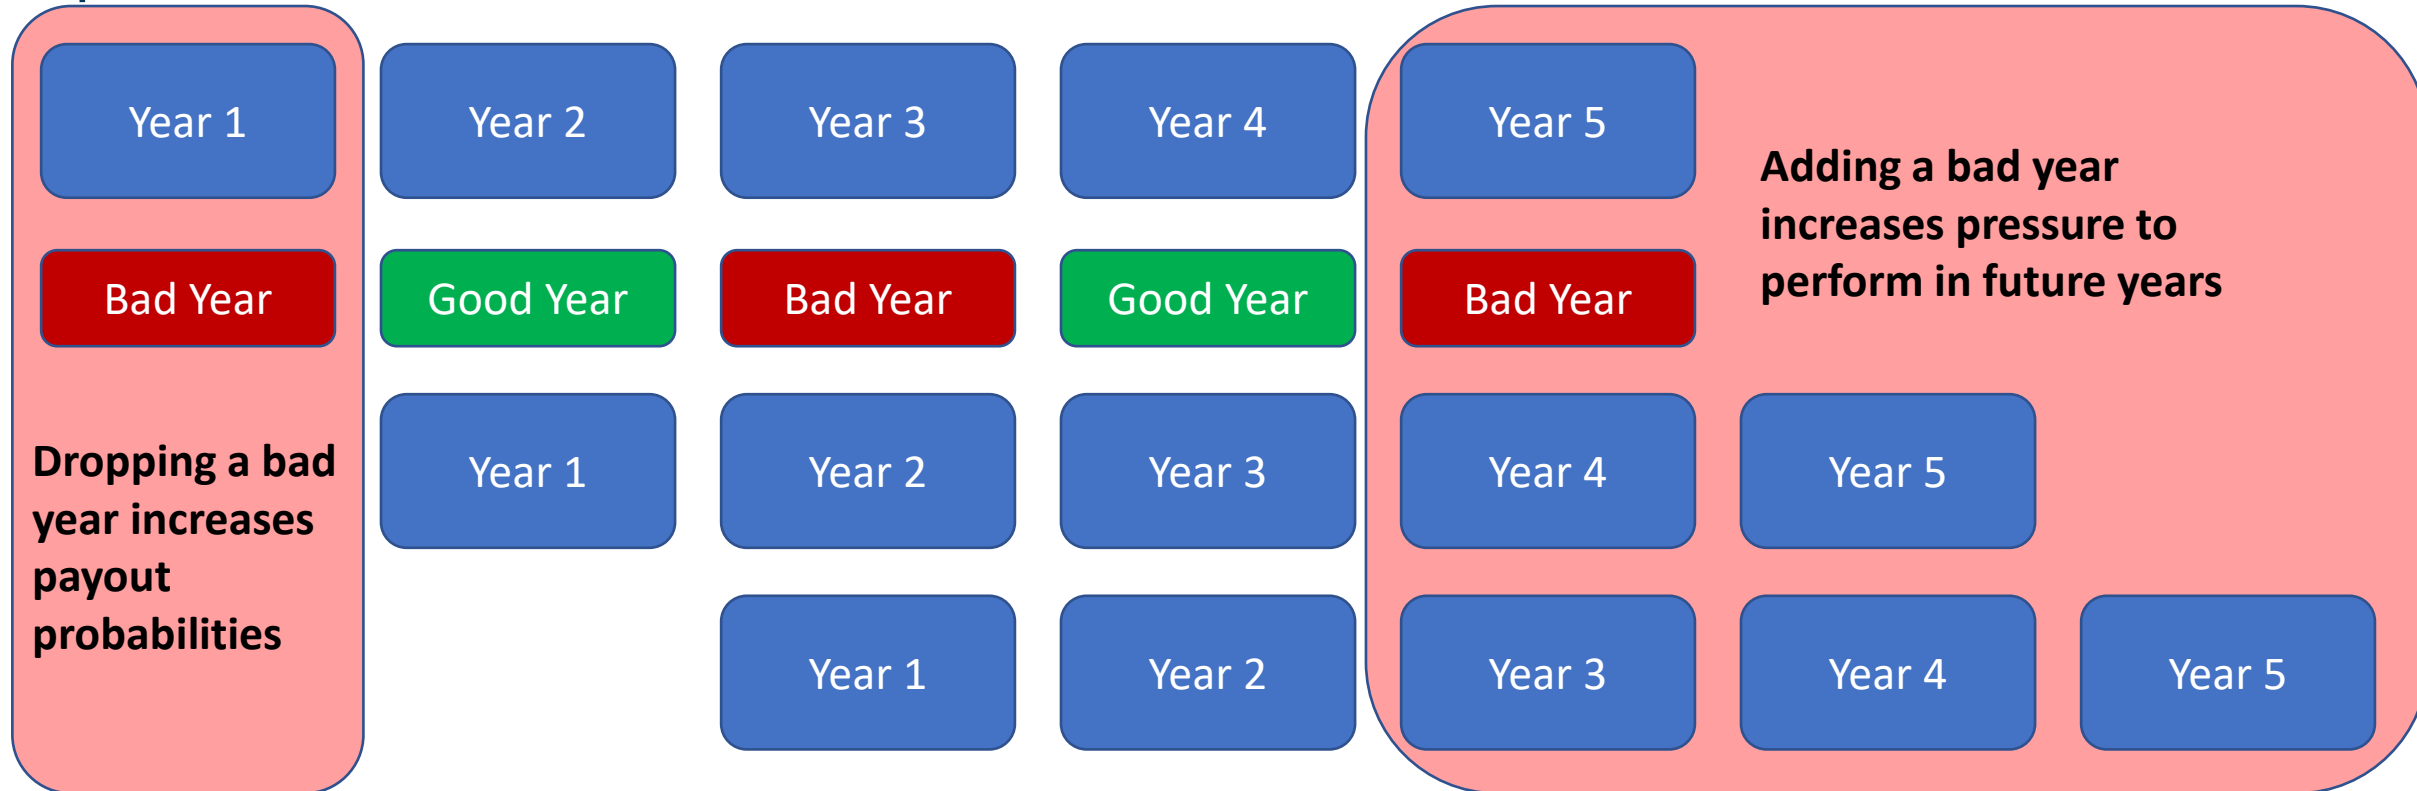 Year 1
Year 2
Year 3
Year 4
Year 5
Adding a bad year
increases pressure to
perform in future years
Bad Year
Good Year
Bad Year
Good Year
Bad Year
Dropping a bad
year increases
payout
probabilities
Year 1
Year 2
Year 3
Year 4
Year 5
Year 1
Year 2
Year 3
Year 4
Year 5